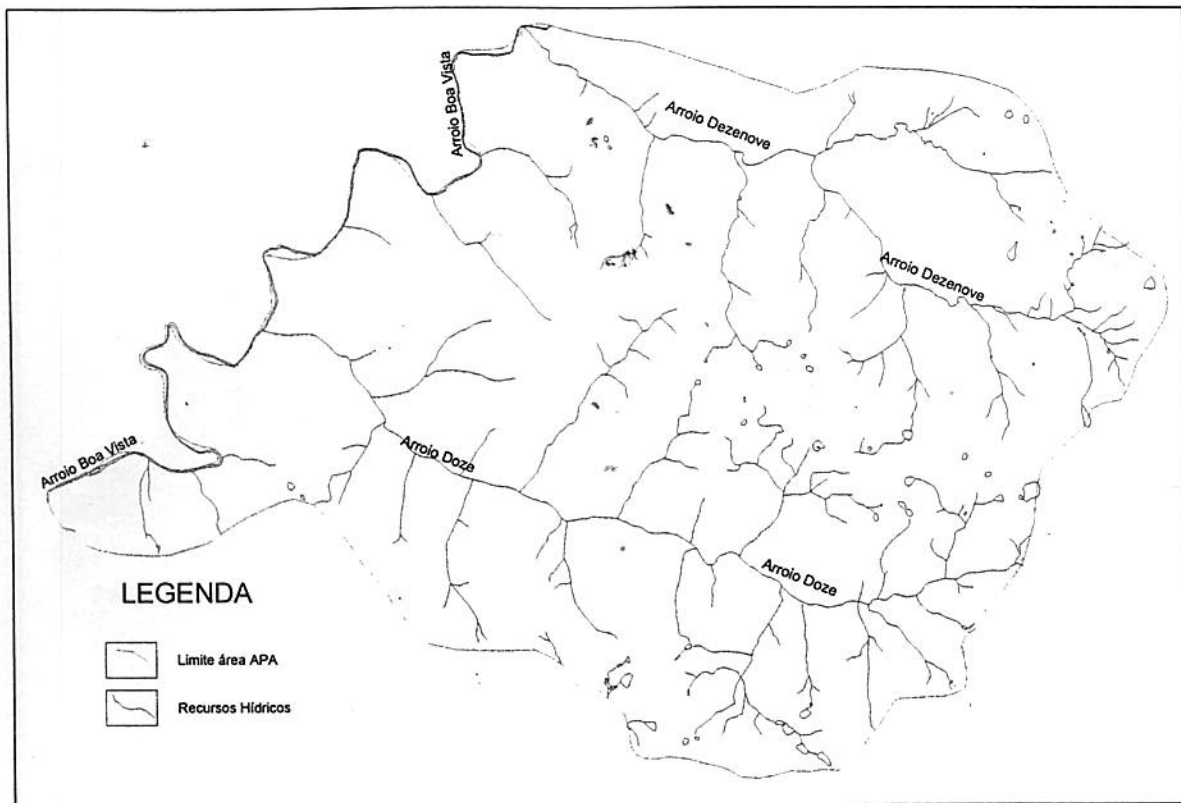 Arroio Boa Vista
Arroio Dezenove
Arroio Dezenove
Arroio Boa Vista
Arroio Doze
Arroio Doze
LEGENDA
Limite área APA
Recursos Hídricos